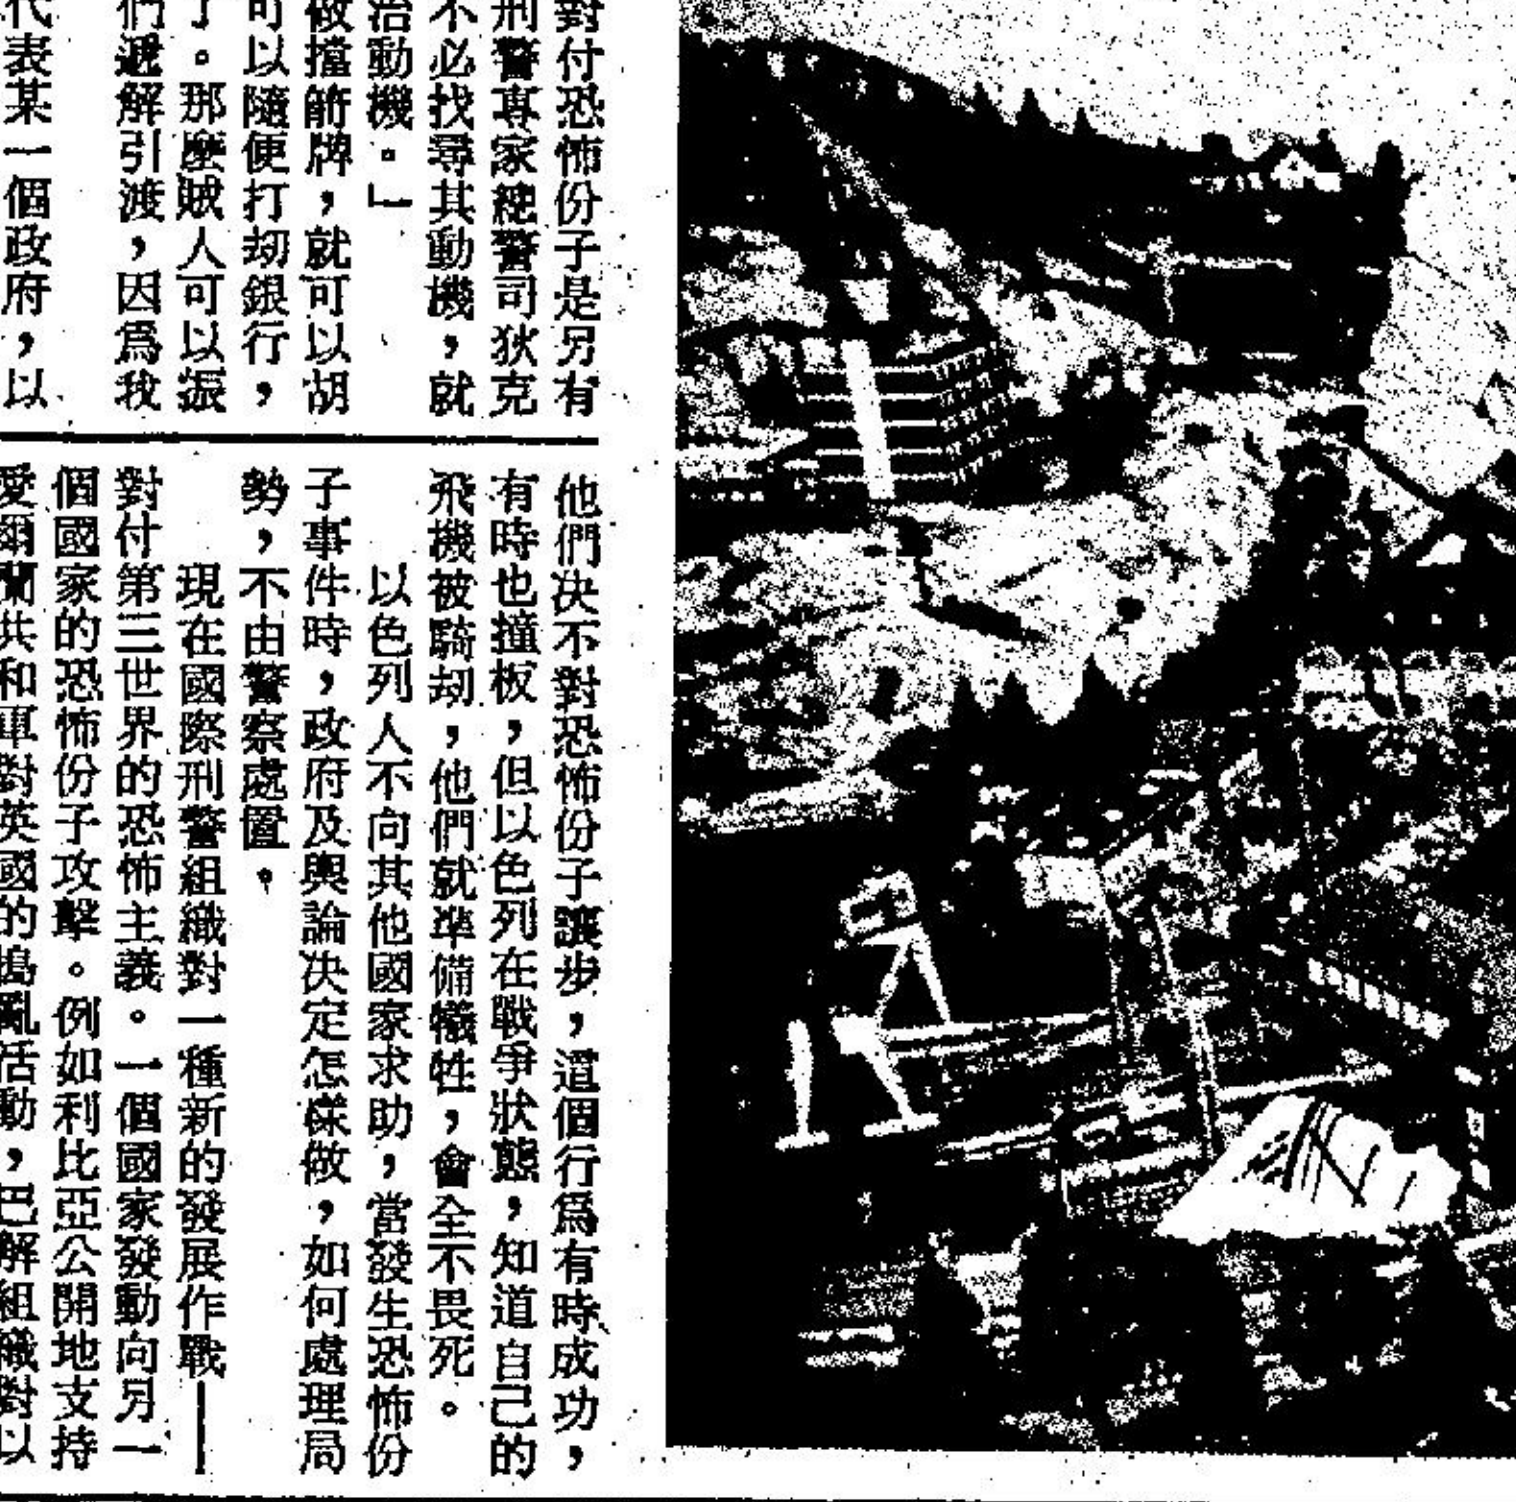 對付恐怖份子是另有
刑警專家總警司狄克
不必找尋其動機，就
治動機。」
做擋箭牌，就可以胡
可以隨便打劫銀行，
了。那麼賊人可以振
們遞解引渡，因爲我
代表某一個政府，以
他們決不對恐怖份子讓步，這個行爲有時成功，
有時也撞板，但以色列在戰爭狀態，知道自己的
飛機被騎劫，他們就準備犧牲，會全不畏死。
以色列人不向其他國家求助，當發生恐怖份
子事件時，政府及輿論決定怎樣做，如何處理局
勢，不由警察處置。
現在國際刑警組織對一種新的發展作戰——
對付第三世界的恐怖主義。一個國家發動向另一
個國家的恐怖份子攻擊。例如利比亞公開地支持
愛爾蘭共和軍對英國的搗亂活動，巴解組織對以